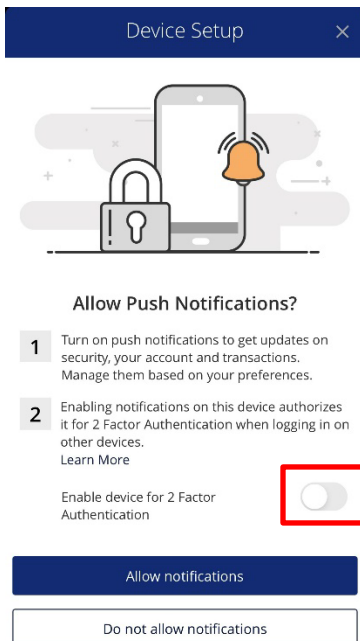 Device Setup
Allow Push Notifications?
1
Turn on push notifications to get updates on
security, your account and transactions.
Manage them based on your preferences.
2
Enabling notifications on this device authorizes
it for 2 Factor Authentication when logging in on
other devices.
Learn More
Enable device for 2 Factor
Authentication
Allow notifications
Do not allow notifications